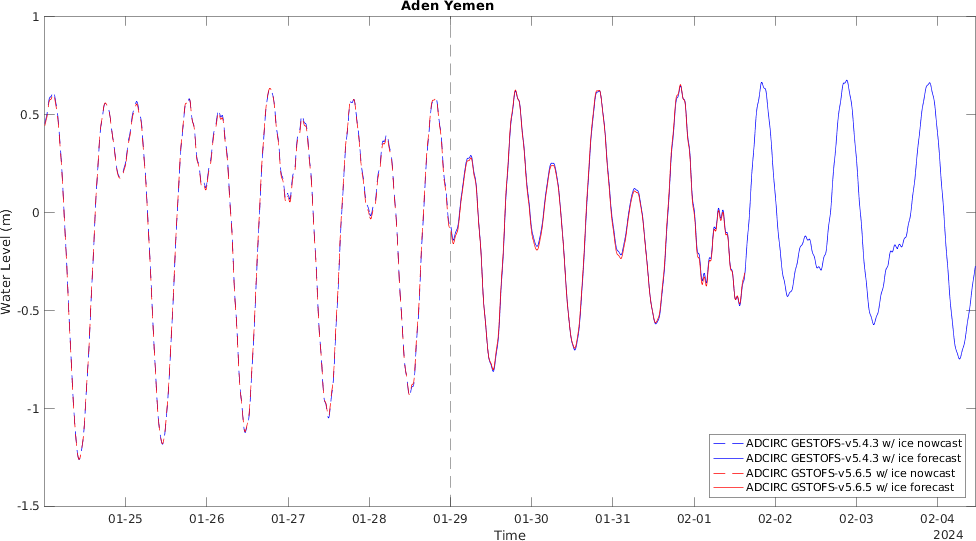 Aden Yemen
1
0.5
0
-0.5
-1
-1.5
Water Level (m)
01-25 01-26 01-27 01-28 01-29 01-30 01-31 02-01 02-02 02-03 02-04
Time
2024
ADCIRC GESTOFS-v5.4.3 w/ ice nowcast
ADCIRC GESTOFS-v5.4.3 w/ ice forecast
ADCIRC GSTOFS-v5.6.5 w/ ice nowcast
ADCIRC GSTOFS-v5.6.5 w/ ice forecast